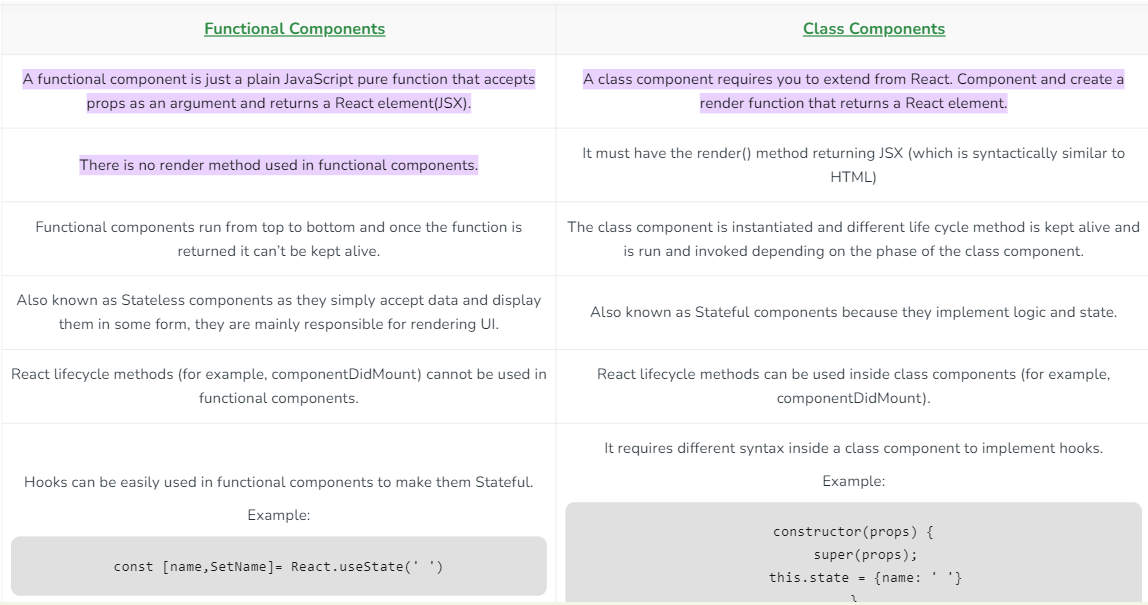 Functional Components
Class Components
A functional component is just a plain JavaScript pure function that accepts
props as an argument and returns a React element(JSX).
A class component requires you to extend from React. Component and create a
render function that returns a React element.
There is no render method used in functional components.
It must have the render() method returning JSX (which is syntactically similar to
HTML)
Functional components run from top to bottom and once the function is
returned it can’t be kept alive.
The class component is instantiated and different life cycle method is kept alive and
is run and invoked depending on the phase of the class component.
Also known as Stateless components as they simply accept data and display
them in some form, they are mainly responsible for rendering UI.
Also known as Stateful components because they implement logic and state.
React lifecycle methods (for example, componentDidMount) cannot be used in
functional components.
React lifecycle methods can be used inside class components (for example,
componentDidMount).
Hooks can be easily used in functional components to make them Stateful.
Example:
const [name,SetName]= React.useState(' ')
It requires different syntax inside a class component to implement hooks.
Example:
constructor(props) {
super(props);
this.state = {name: ' '}
}